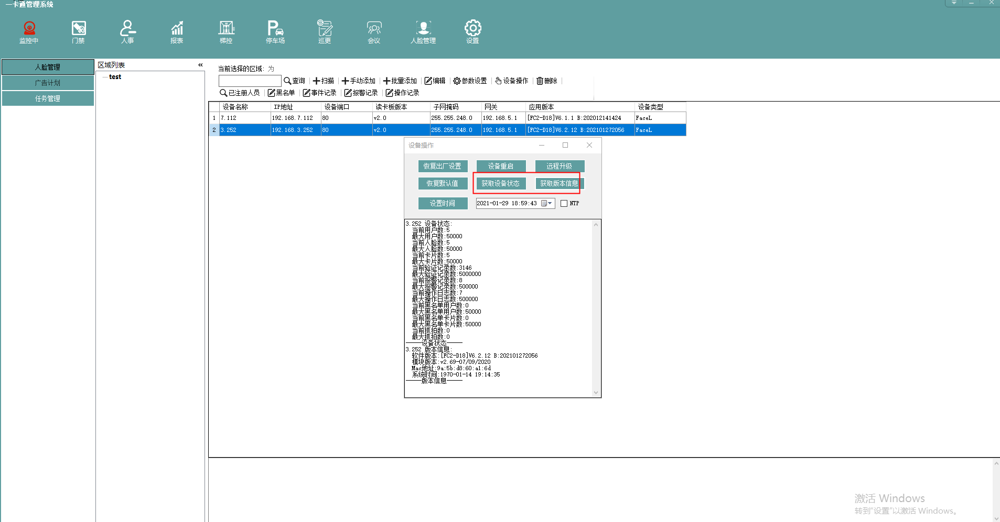 一卡通管理系统
监控中 门禁 人事 报表 梯控 停车场 巡更 会议 人脸管理 设置
人脸管理
广告计划
任务管理
区域列表 «
test
当前选择的区域: 为
查询 扫描 手动添加 批量添加 编辑 参数设置 设备操作 删除
已注册人员 黑名单 事件记录 报警记录 操作记录
设备名称 IP地址 设备端口 读卡板版本 子网掩码 网关 应用版本 设备类型
1 7.112 192.168.7.112 80 v2.0 255.255.248.0 192.168.5.1 [FC2-D18]V6.1.1 B:202012141424 FaceL
2 3.252 192.168.3.252 80 v2.0 255.255.248.0 192.168.5.1 [FC2-D18]V6.2.12 B:202101272056 FaceL
设备操作
恢复出厂设置 设备重启 远程升级
恢复默认值 获取设备状态 获取版本信息
设置时间 2021-01-29 18:59:43 NTP
3.252 设备状态:
当前用户数:5
最大用户数:50000
当前人脸数:5
最大人脸数:50000
当前卡片数:5
最大卡片数:50000
当前验证记录数:3146
最大验证记录数:5000000
当前报警记录数:8
最大报警记录数:500000
当前操作日志数:7
最大操作日志数:500000
当前黑名单用户数:0
最大黑名单用户数:50000
当前黑名单卡片数:0
最大黑名单卡片数:50000
当前抓拍数:0
最大抓拍数:0
-----设备状态-----
3.252 版本信息:
软件版本:[FC2-D18]V6.2.12 B:202101272056
模块版本:v2.69-07/09/2020
Mac地址:9a:5b:d8:60:a1:6d
系统时间:1970-01-14 19:14:35
-----版本信息-----
激活 Windows
转到“设置”以激活 Windows。